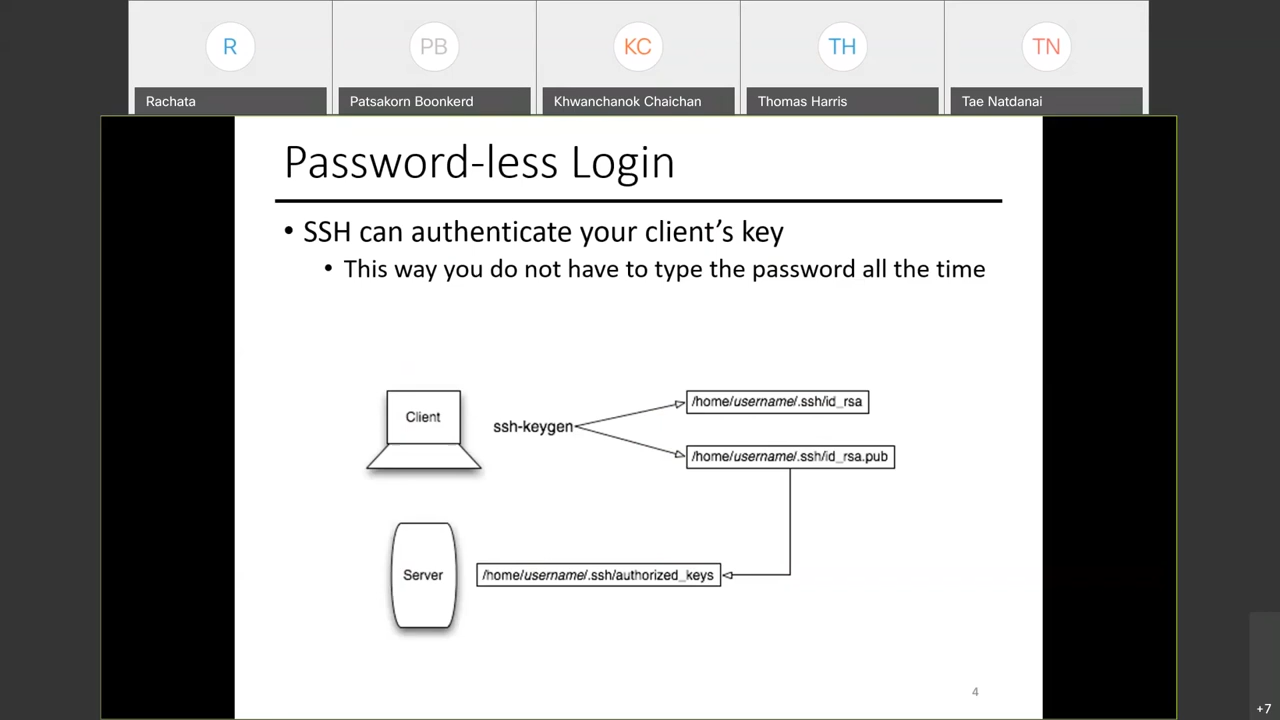 R
PB
KC
TH
TN
Rachata
Patsakorn Boonkerd
Khwanchanok Chaichan
Thomas Harris
Tae Natdanai
Password-less Login
• SSH can authenticate your client's key
• This way you do not have to type the password all the time
Client
ssh-keygen
/home/username/.ssh/id_rsa
/home/username/.ssh/id_rsa.pub
Server
/home/username/.ssh/authorized_keys
4
+7